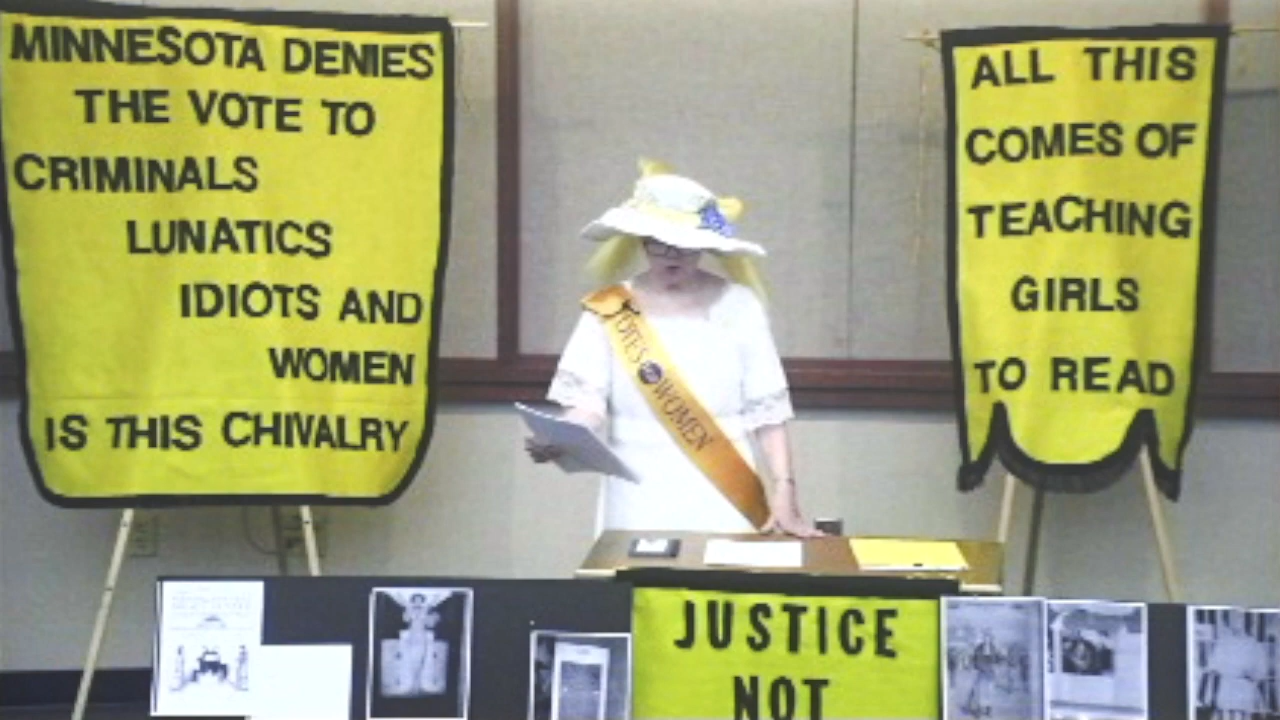 MINNESOTA DENIES
THE VOTE TO
CRIMINALS
LUNATICS
IDIOTS AND
WOMEN
IS THIS CHIVALRY
ALL THIS
COMES OF
TEACHING
GIRLS
TO READ
VOTES FOR WOMEN
JUSTICE
NOT